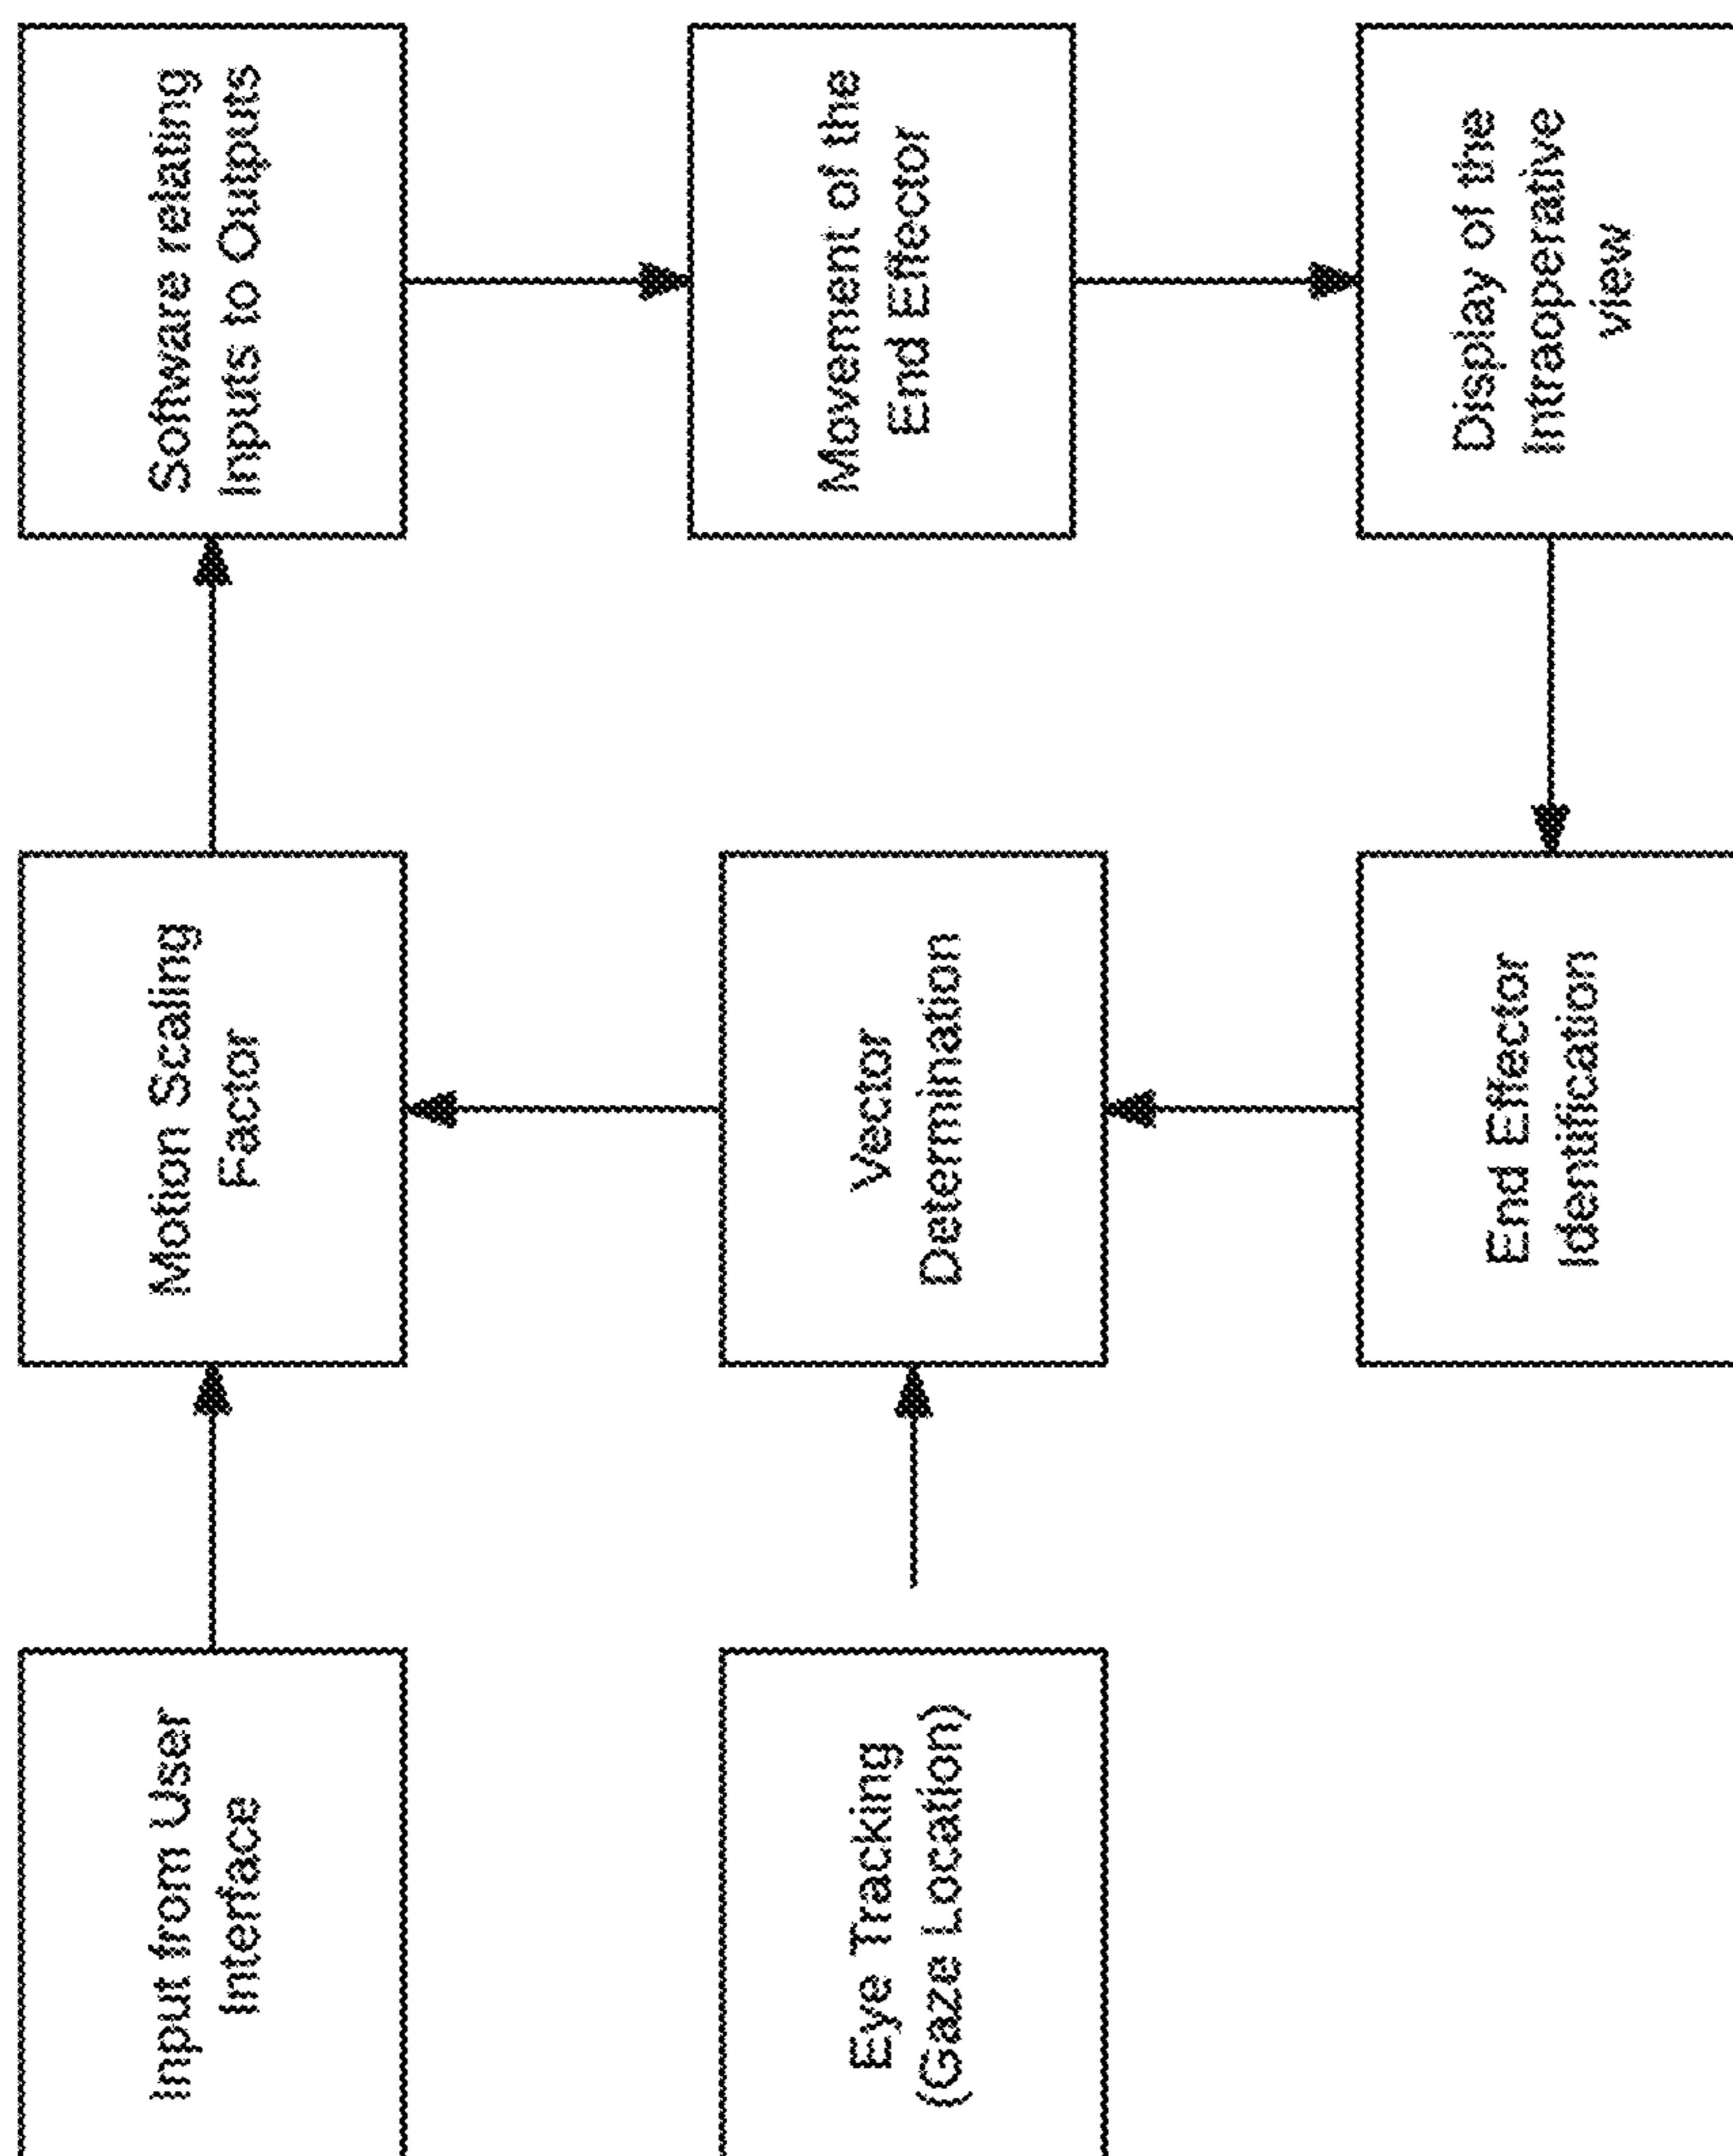 Input from User
Interface
Motion Scaling
Factor
Software relating
Inputs to Outputs
Eye Tracking
(Gaze Location)
Vector
Determination
Movement of the
End Effector
End Effector
Identification
Display of the
Intraoperative
view